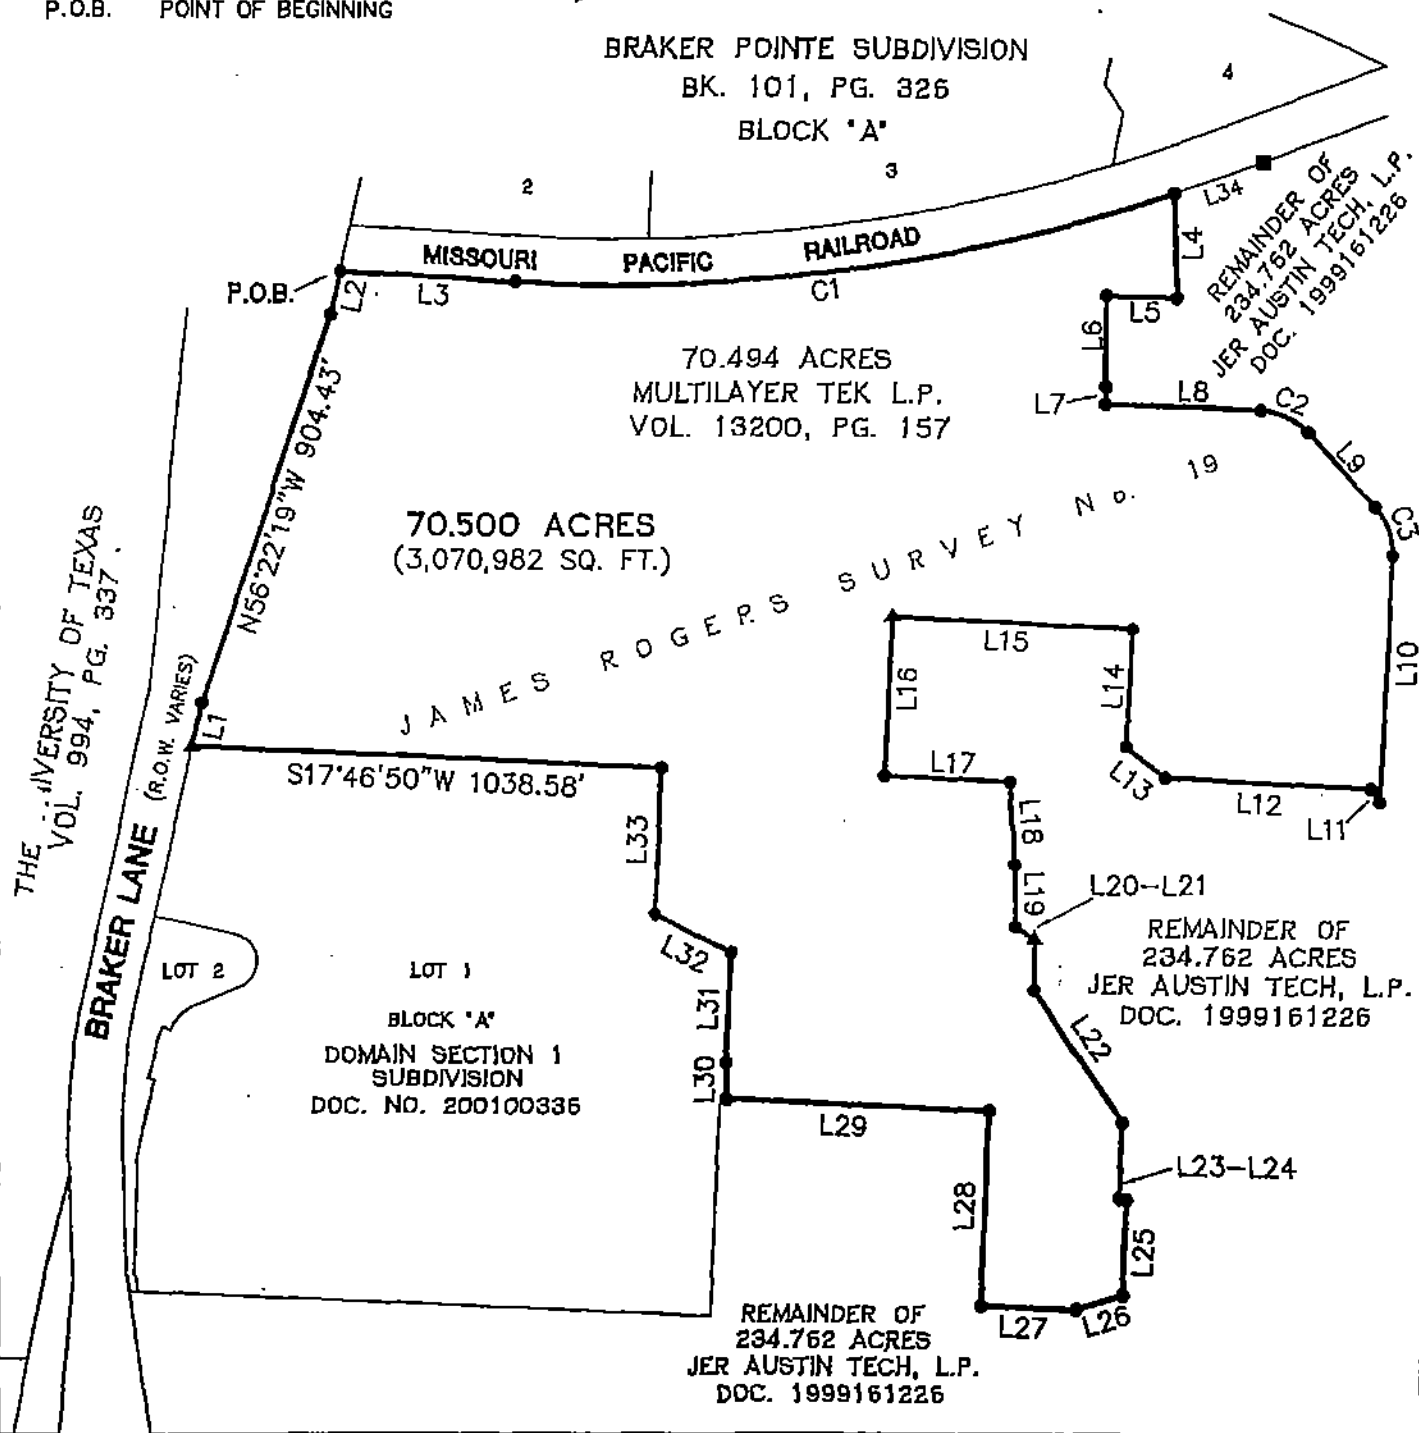 P.O.B. POINT OF BEGINNING
BRAKER POINTE SUBDIVISION
BK. 101, PG. 326
BLOCK "A"
4
3
2
MISSOURI PACIFIC RAILROAD
P.O.B.
L2
L3
C1
L34
L4
L5
L6
L7
L8
C2
L9
C3
L10
REMAINDER OF
234.762 ACRES
JER AUSTIN TECH, L.P.
DOC. 1999161226
70.494 ACRES
MULTILAYER TEK L.P.
VOL. 13200, PG. 157
70.500 ACRES
(3,070,982 SQ. FT.)
JAMES ROGERS SURVEY No. 19
N56°22'19"W 904.43'
THE UNIVERSITY OF TEXAS
VOL. 994, PG. 337
BRAKER LANE (R.O.W. VARIES)
L1
S17°46'50"W 1038.58'
L15
L16
L14
L17
L13
L12
L11
L18
L19
L20-L21
L33
L32
L31
L30
L29
L22
REMAINDER OF
234.762 ACRES
JER AUSTIN TECH, L.P.
DOC. 1999161226
LOT 2
LOT 1
BLOCK "A"
DOMAIN SECTION 1
SUBDIVISION
DOC. NO. 200100336
L23-L24
L28
L25
L27
L26
REMAINDER OF
234.762 ACRES
JER AUSTIN TECH, L.P.
DOC. 1999161226